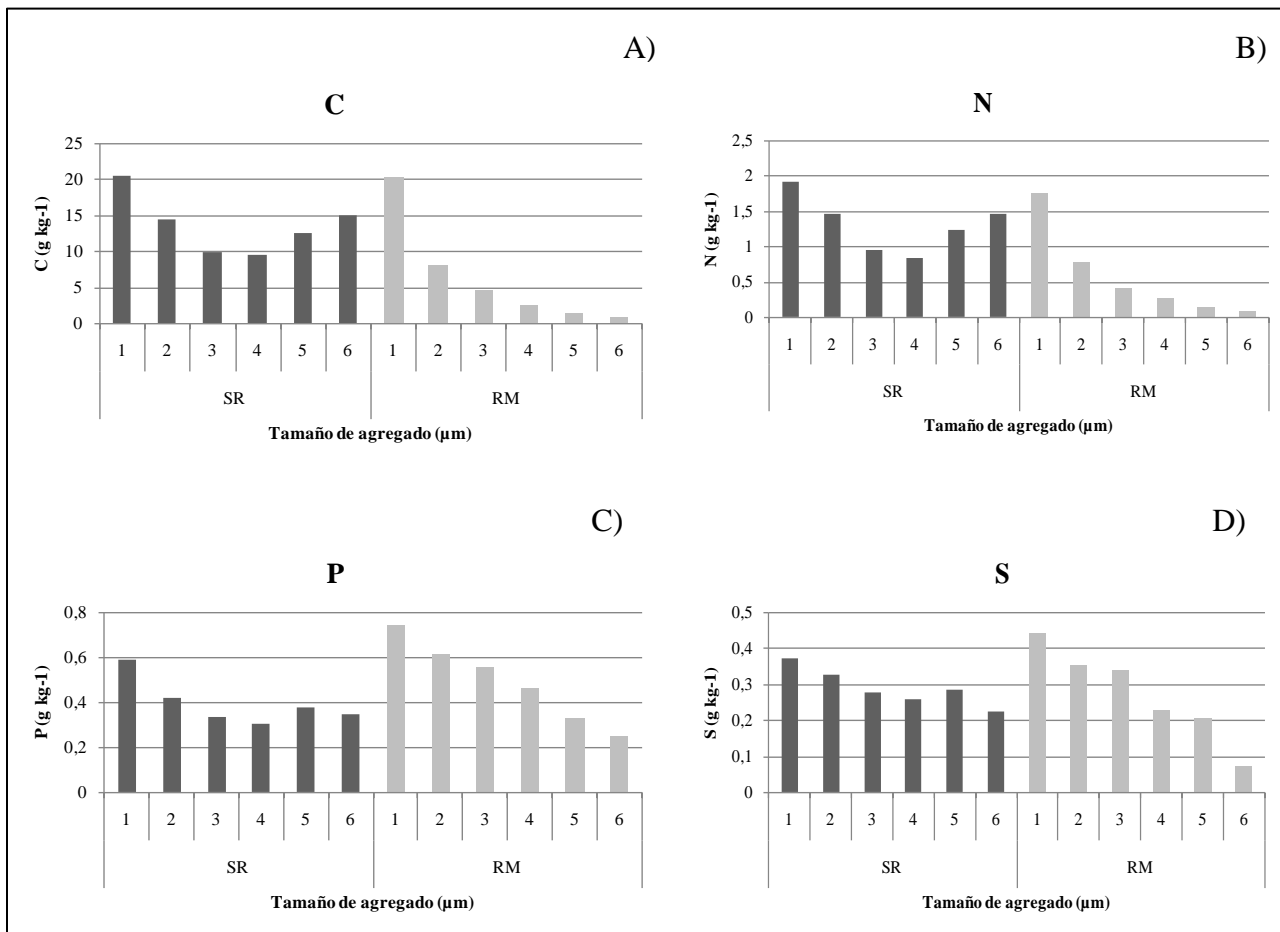 A)
C
25
20
15
10
5
0
C (g kg-1)
1 2 3 4 5 6 1 2 3 4 5 6
SR RM
Tamaño de agregado (µm)
B)
N
2,5
2
1,5
1
0,5
0
N (g kg-1)
1 2 3 4 5 6 1 2 3 4 5 6
SR RM
Tamaño de agregado (µm)
C)
P
0,8
0,6
0,4
0,2
0
P (g kg-1)
1 2 3 4 5 6 1 2 3 4 5 6
SR RM
Tamaño de agregado (µm)
D)
S
0,5
0,4
0,3
0,2
0,1
0
S (g kg-1)
1 2 3 4 5 6 1 2 3 4 5 6
SR RM
Tamaño de agregado (µm)